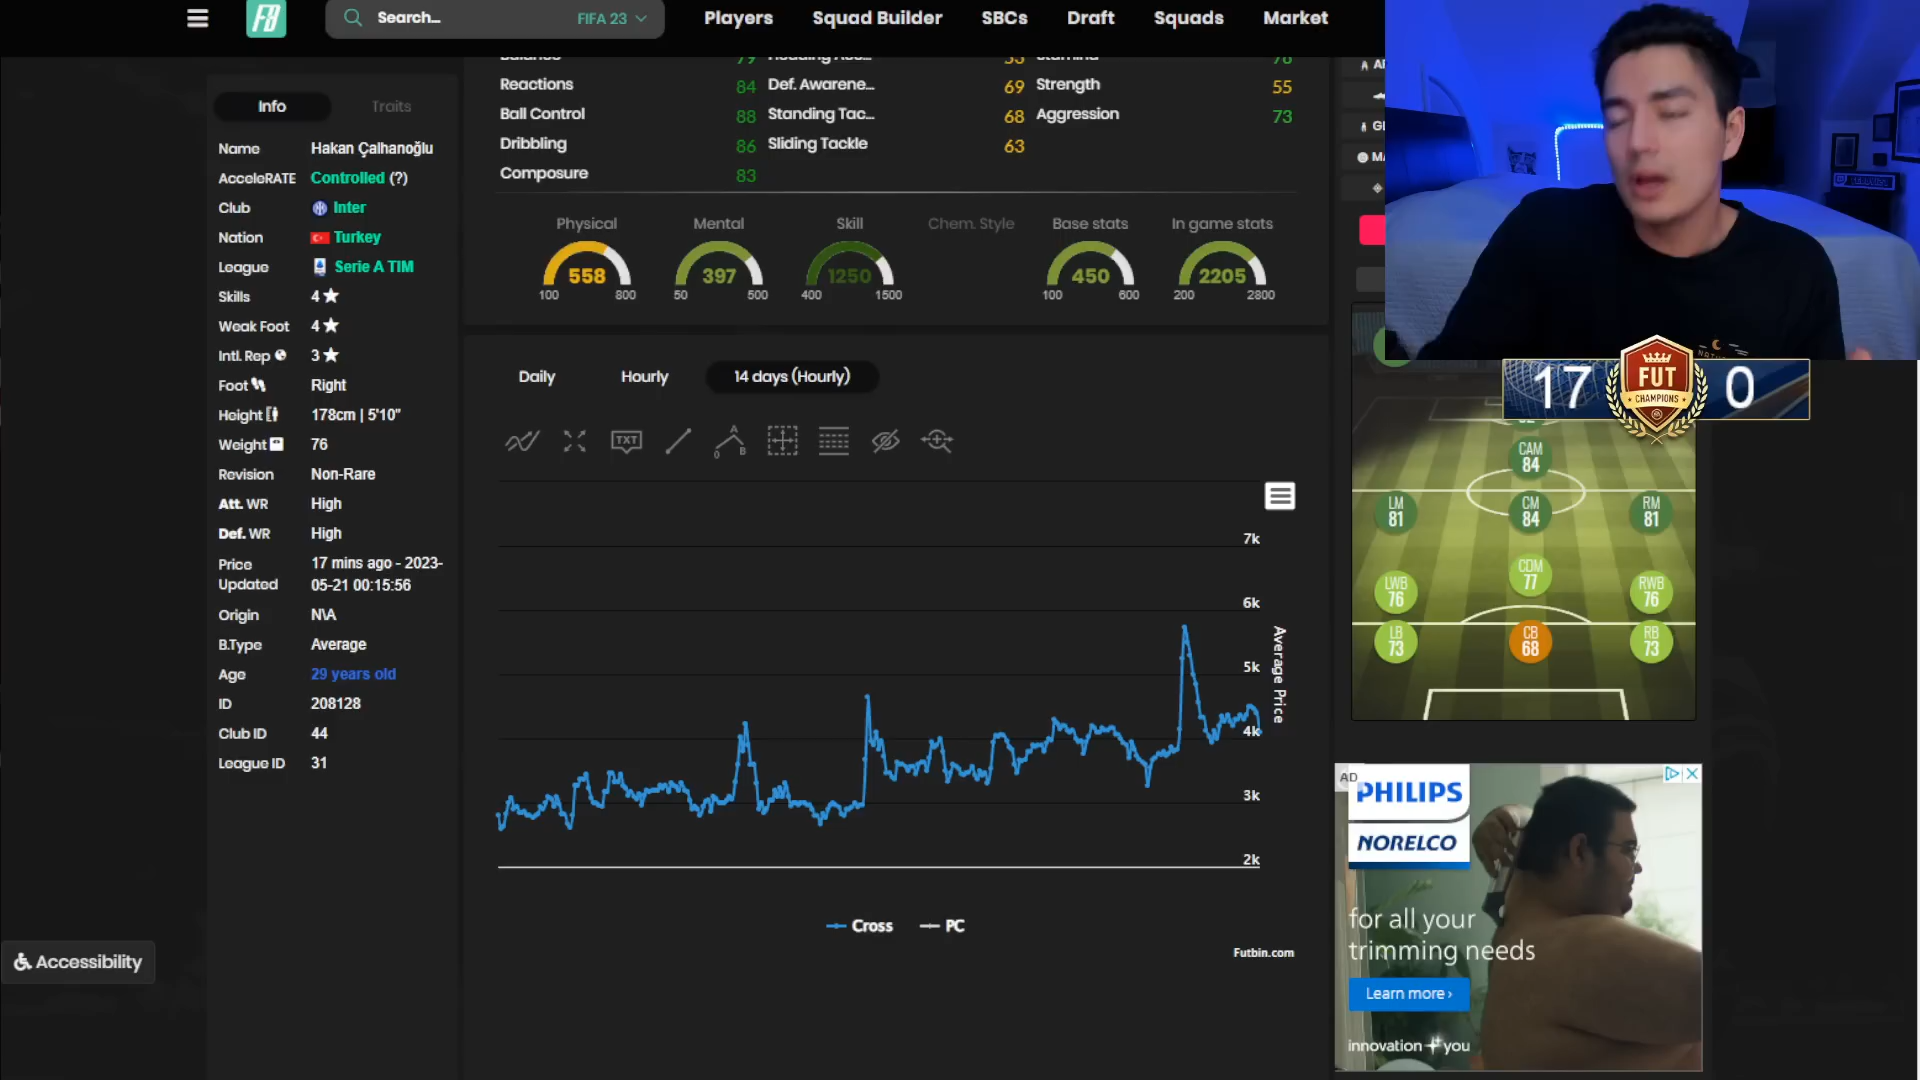 Search...
FIFA 23
Players
Squad Builder
SBCs
Draft
Squads
Market
Info
Traits
Name Hakan Çalhanoğlu
AcceleRATE Controlled (?)
Club Inter
Nation Turkey
League Serie A TIM
Skills 4
Weak Foot 4
Intl. Rep 3
Foot Right
Height 178cm | 5'10"
Weight 76
Revision Non-Rare
Att. WR High
Def. WR High
Price Updated 17 mins ago - 2023-
05-21 00:15:56
Origin N\A
B.Type Average
Age 29 years old
ID 208128
Club ID 44
League ID 31
Accessibility
Reactions 84 Def. Awarene... 69 Strength 55
Ball Control 88 Standing Tac... 68 Aggression 73
Dribbling 86 Sliding Tackle 63
Composure 83
Physical Mental Skill Chem. Style Base stats In game stats
558 397 1250 450 2205
100 800 50 500 400 1500 100 600 200 2800
Daily
Hourly
14 days (Hourly)
TXT
A
0 B
7k
6k
5k
4k
3k
2k
Average Price
Cross
PC
Futbin.com
17
FUT
CHAMPIONS
0
CAM
84
LM
81
CM
84
RM
81
CDM
77
LWB
76
RWB
76
LB
73
CB
68
RB
73
AD
PHILIPS
NORELCO
for all your
trimming needs
Learn more ›
innovation + you